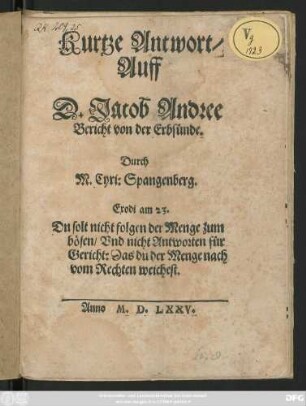 Kurtze Antwort/
Auff
D. Jacob Andree
Bericht von der Erbsünde.
Durch
M. Cyri: Spangenberg.
Exodi am 23.
Du solt nicht folgen der Menge zum
bösen/ Vnd nicht Antworten für
Gericht: Das du der Menge nach
vom Rechten weichest.
Anno M. D. LXXV.